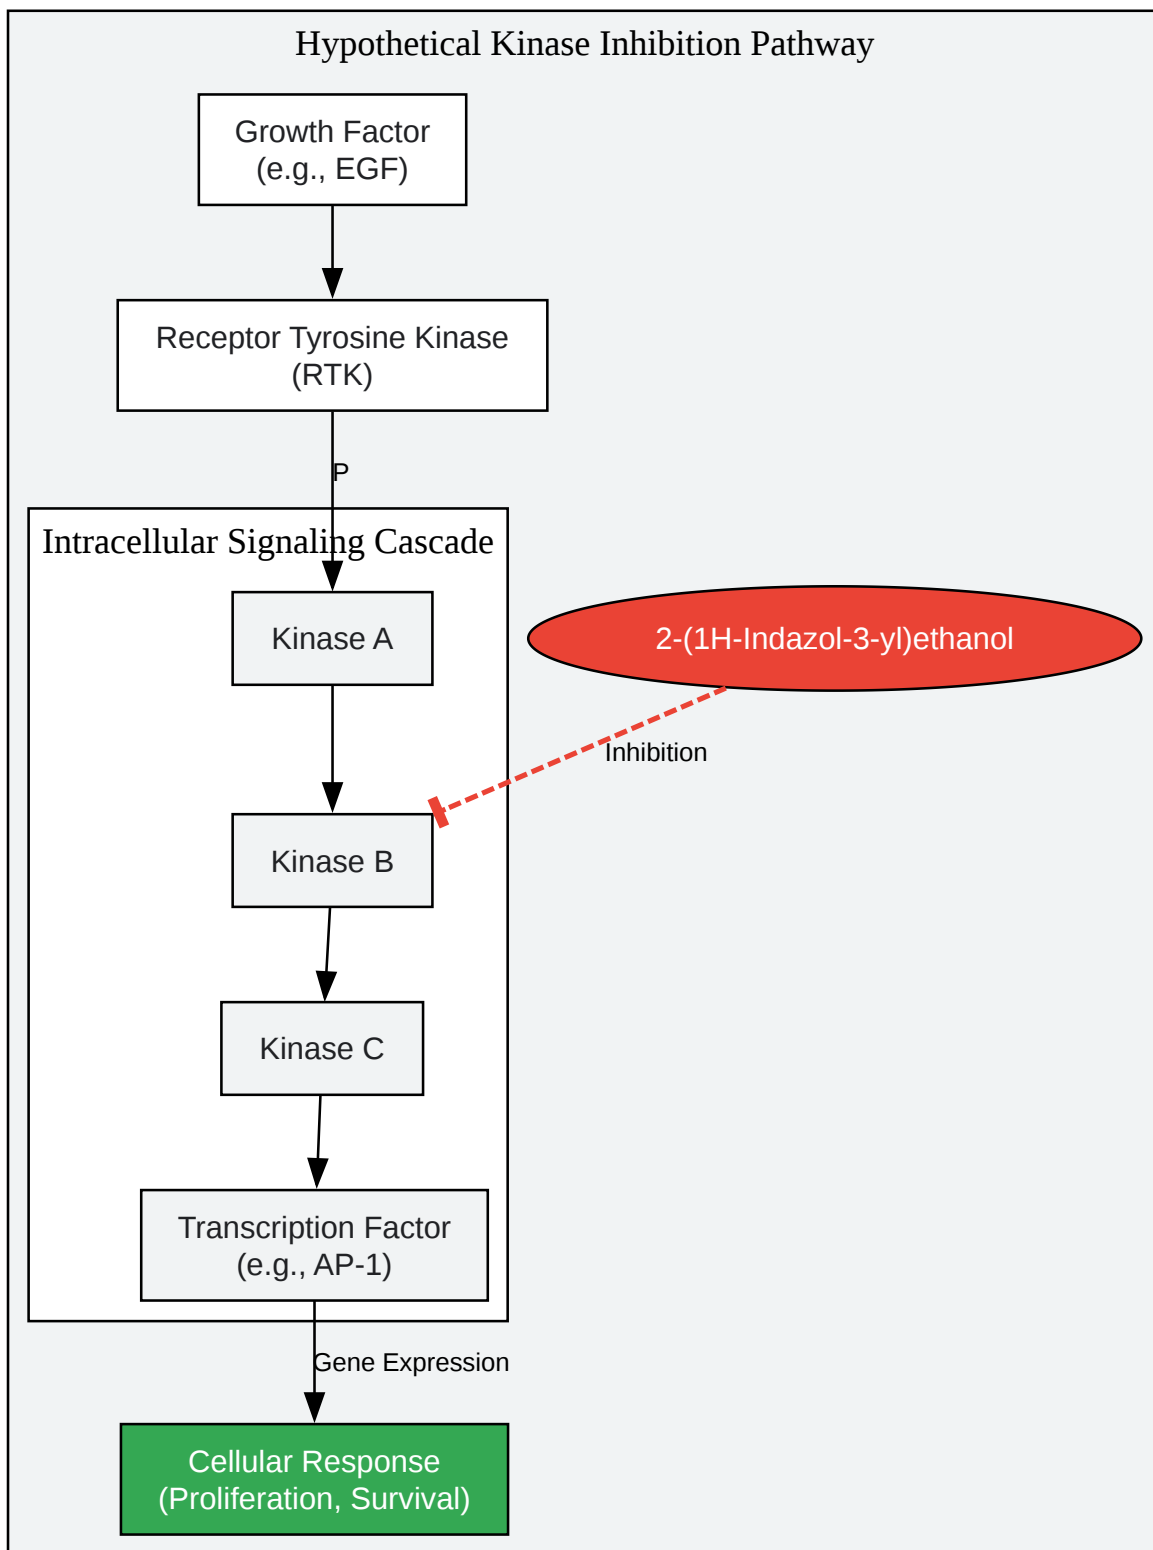 Hypothetical Kinase Inhibition Pathway
Growth Factor
(e.g., EGF)
Receptor Tyrosine Kinase
(RTK)
P
Intracellular Signaling Cascade
Kinase A
2-(1H-Indazol-3-yl)ethanol
Inhibition
Kinase B
Kinase C
Transcription Factor
(e.g., AP-1)
Gene Expression
Cellular Response
(Proliferation, Survival)